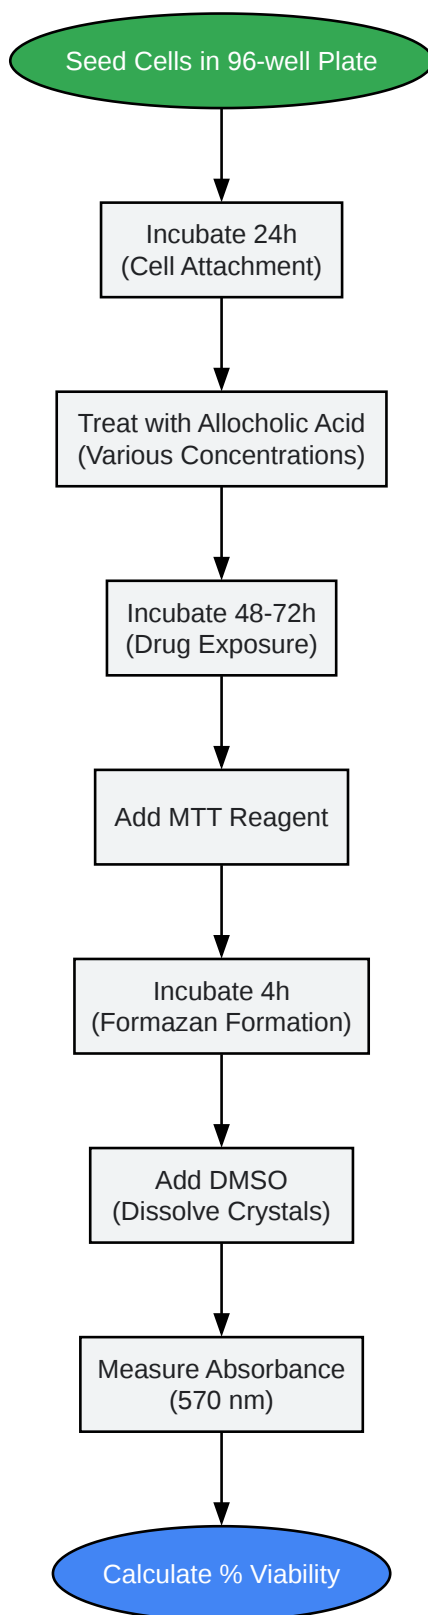 Seed Cells in 96-well Plate
Incubate 24h
(Cell Attachment)
Treat with Allocholic Acid
(Various Concentrations)
Incubate 48-72h
(Drug Exposure)
Add MTT Reagent
Incubate 4h
(Formazan Formation)
Add DMSO
(Dissolve Crystals)
Measure Absorbance
(570 nm)
Calculate % Viability